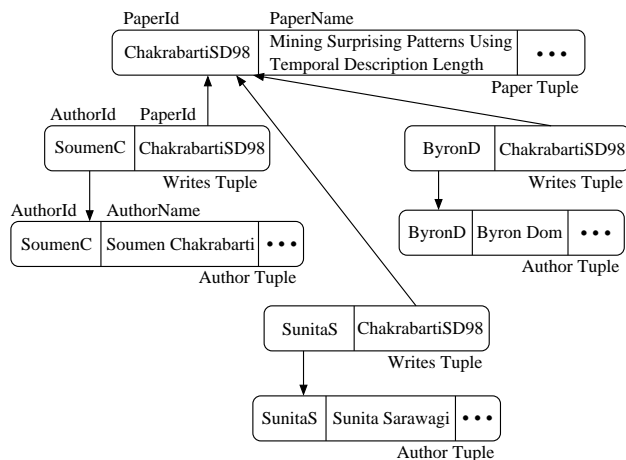 PaperId PaperName
ChakrabartiSD98 Mining Surprising Patterns Using
Temporal Description Length
Paper Tuple
AuthorId PaperId
SoumenC ChakrabartiSD98
Writes Tuple
ByronD ChakrabartiSD98
Writes Tuple
AuthorId AuthorName
SoumenC Soumen Chakrabarti
Author Tuple
ByronD Byron Dom
Author Tuple
SunitaS ChakrabartiSD98
Writes Tuple
SunitaS Sunita Sarawagi
Author Tuple